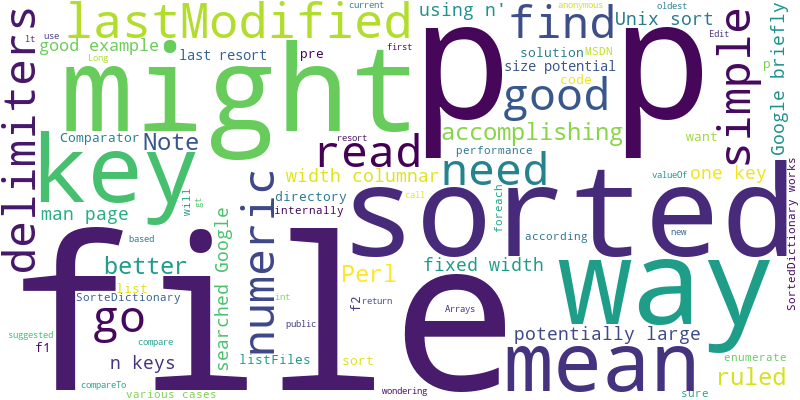 lastModified
using n'
current
find
anonymous
oldest
Unix sort
Edit
delimiters
lt
use
good example
last resort
pre
first
Long
might
p p
solution
MSDN
size potential
code
p
simple
Google briefly
good
key
Comparator
Note
read
accomplishing
resort
want
performance
need
width columnar
one key
valueOf
man page
will
gt
numeric
directory
internally
call
foreach
sorted
SortedDictionary works
based
according
new
file
better
searched Google
Perl
fixed width
way
list
SorteDictionary
int
f2
return
Arrays
go
public
potentially large
suggested
f1
compare
n keys
listFiles
sort
mean
enumerate
ruled
compareTo
various cases
wondering
sure